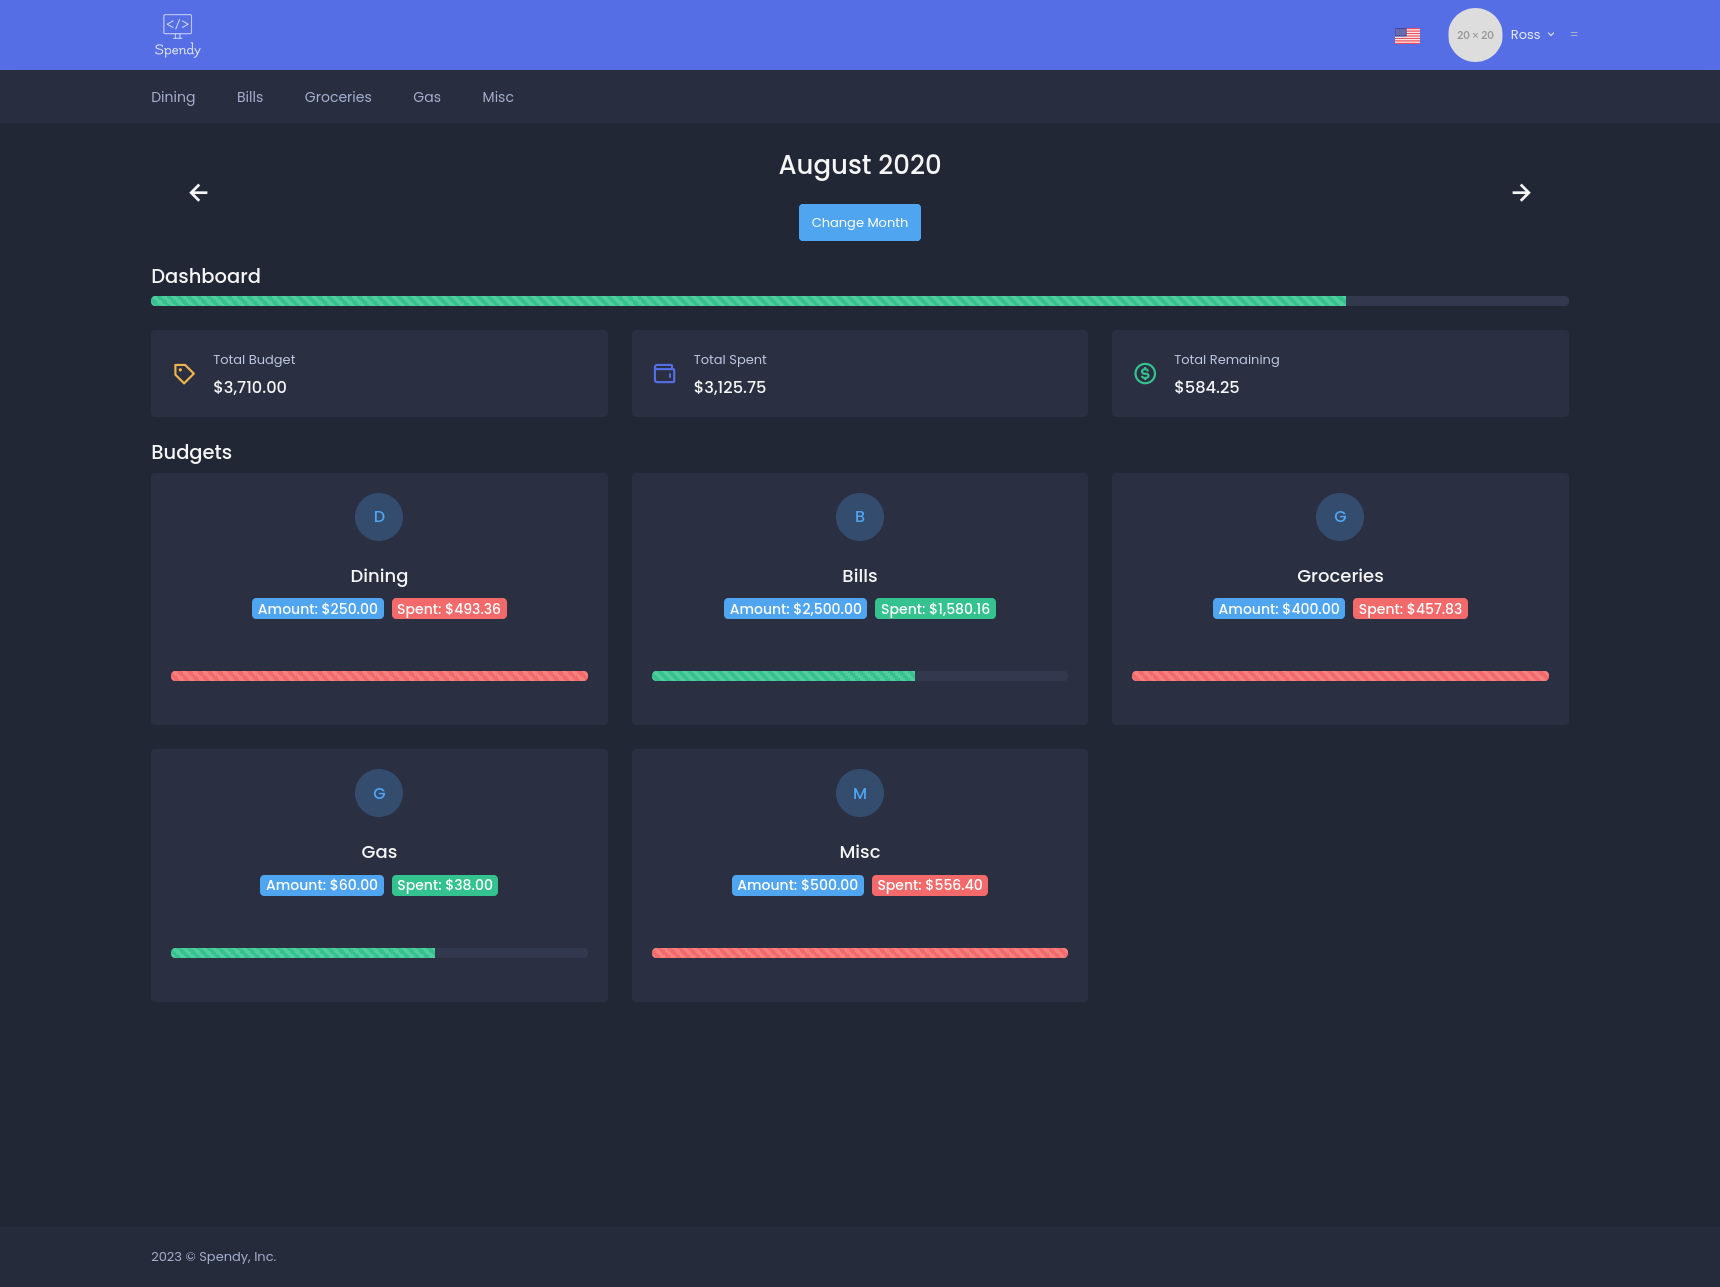 </>
Spendy
20 × 20
Ross
Dining
Bills
Groceries
Gas
Misc
August 2020
Change Month
Dashboard
Total Budget
$3,710.00
Total Spent
$3,125.75
Total Remaining
$584.25
Budgets
D
Dining
Amount: $250.00 Spent: $493.36
B
Bills
Amount: $2,500.00 Spent: $1,580.16
G
Groceries
Amount: $400.00 Spent: $457.83
G
Gas
Amount: $60.00 Spent: $38.00
M
Misc
Amount: $500.00 Spent: $556.40
2023 © Spendy, Inc.